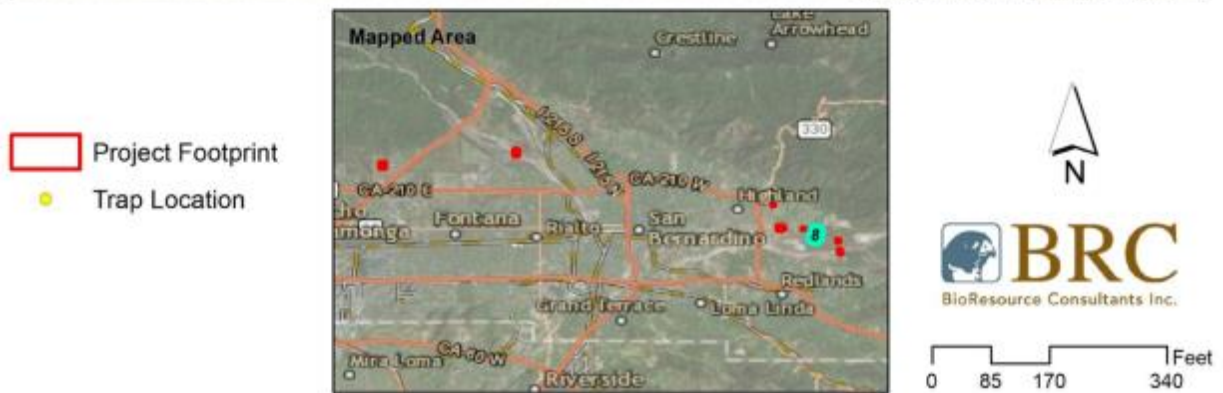 Mapped Area
Crestline
Arrowhead
330
I-215 S
I-215 N
Project Footprint
Trap Location
N
CA-210 E
CA-210 W
Highland
Fontana
Rialto
San
Bernardino
8
BRC
BioResource Consultants Inc.
Redlands
Grand Terrace
Loma Linda
CA-60 W
Mira Loma
Riverside
Feet
0 85 170 340